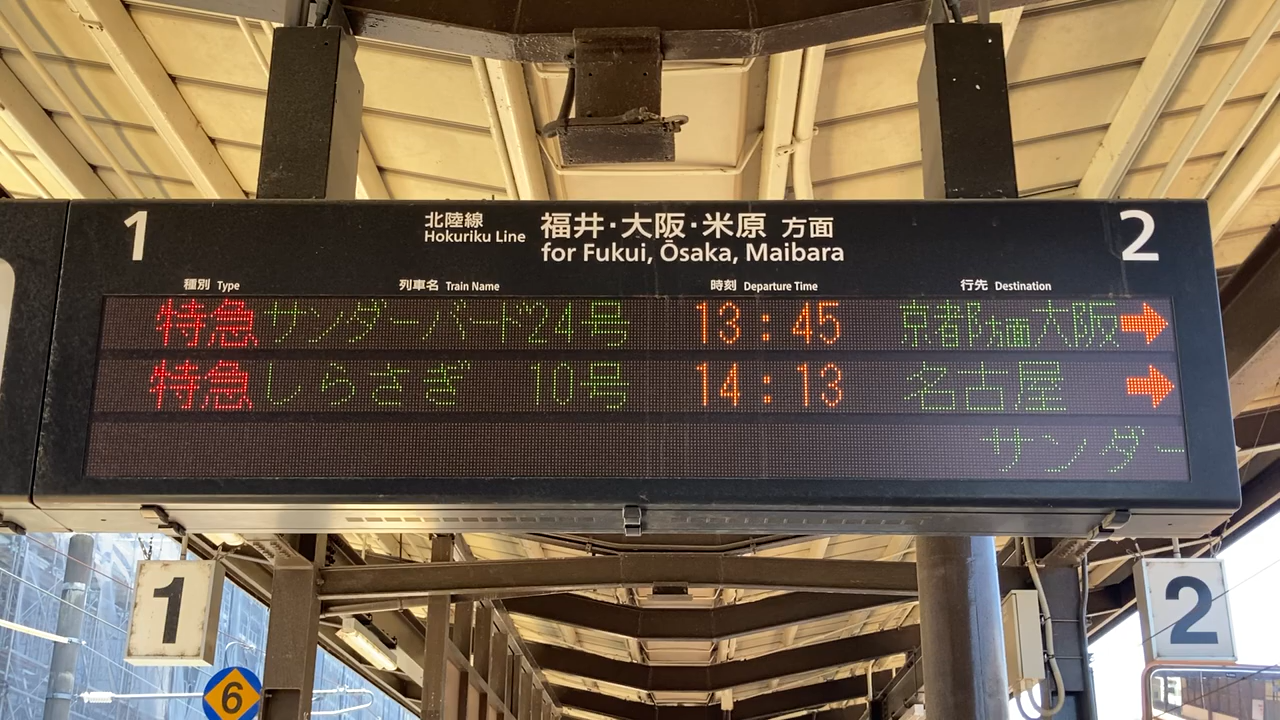 1 北陸線 福井・大阪・米原 方面 2
Hokuriku Line for Fukui, Ōsaka, Maibara
種別 Type 列車名 Train Name 時刻 Departure Time 行先 Destination
特急 サンダーバード24号 13:45 京都方面大阪 →
特急 しらさぎ 10号 14:13 名古屋 →
サンダー
1
2
6